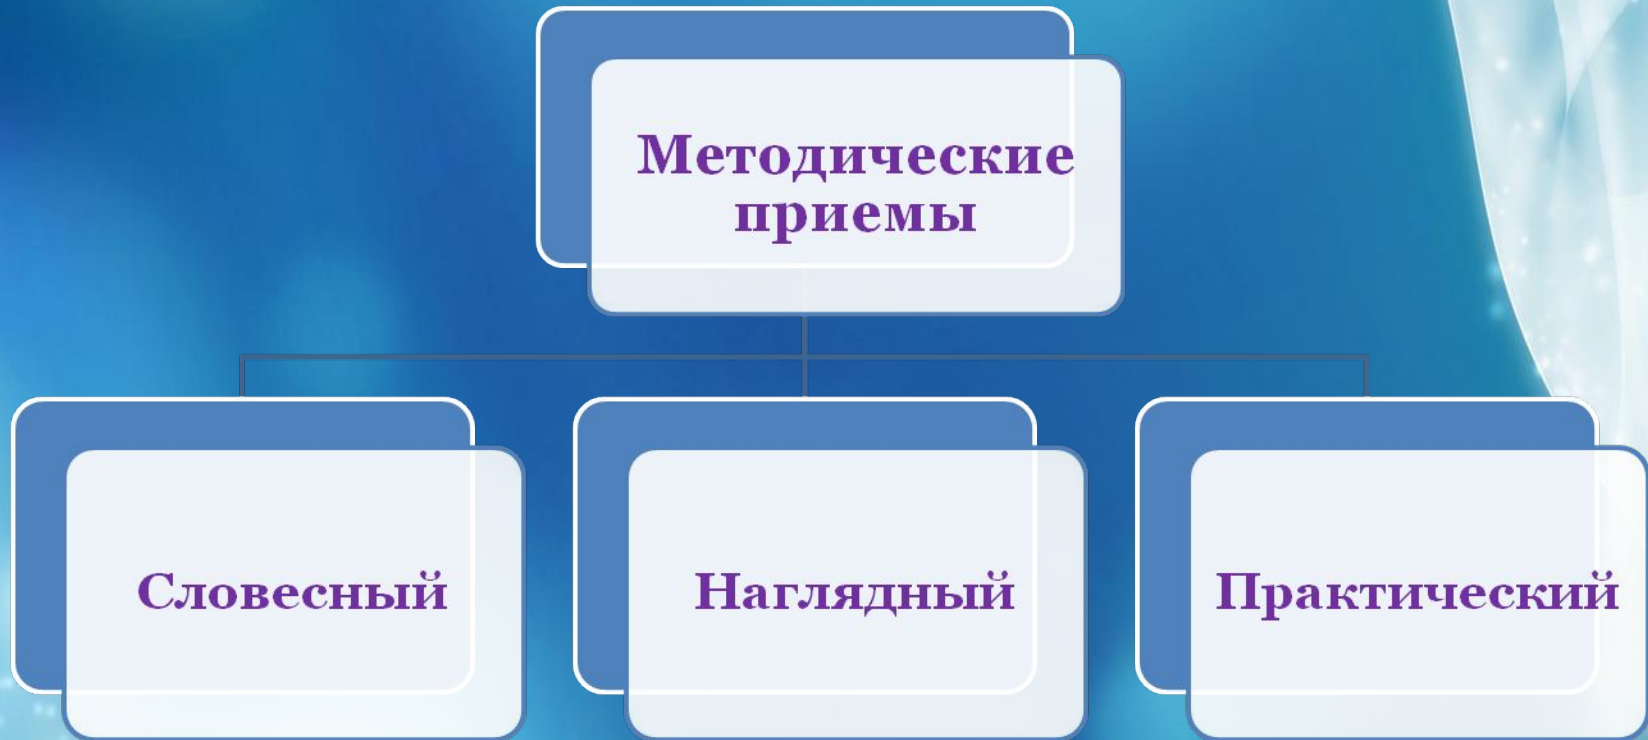 Методические
приемы
Словесный
Наглядный
Практический